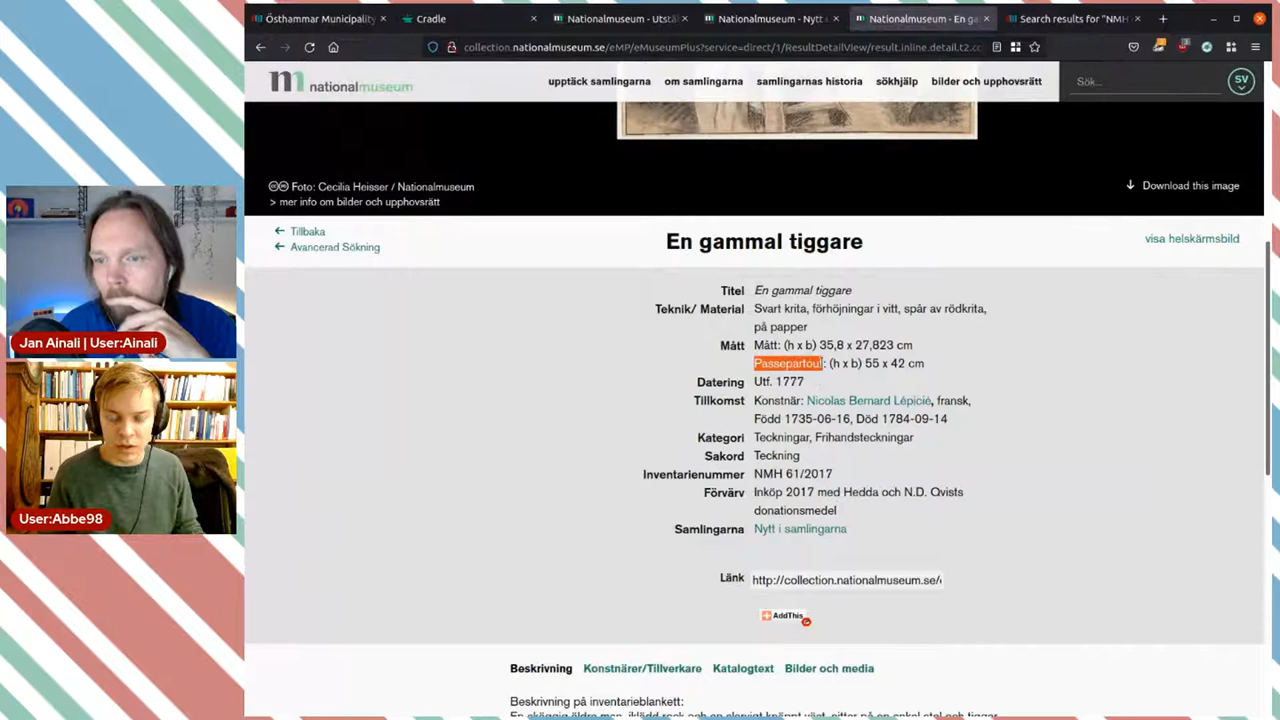 Östhammar Municipality
Cradle
Nationalmuseum - Utstäl
Nationalmuseum - Nytt
Nationalmuseum - En ga
Search results for "NMH
collection.nationalmuseum.se/eMP/eMuseumPlus?service=direct/1/ResultDetailView/result.inline.detail.t2.c
nationalmuseum
upptäck samlingarna
om samlingarna
samlingarnas historia
sökhjälp
bilder och upphovsrätt
Sök...
SV
Foto: Cecilia Heisser / Nationalmuseum
> mer info om bilder och upphovsrätt
Download this image
Tillbaka
Avancerad Sökning
En gammal tiggare
visa helskärmsbild
Titel En gammal tiggare
Teknik/ Material Svart krita, förhöjningar i vitt, spår av rödkrita,
på papper
Mått Mått: (h x b) 35,8 x 27,823 cm
Passepartout: (h x b) 55 x 42 cm
Datering Utf. 1777
Tillkomst Konstnär: Nicolas Bernard Lépicié, fransk,
Född 1735-06-16, Död 1784-09-14
Kategori Teckningar, Frihandsteckningar
Sakord Teckning
Inventarienummer NMH 61/2017
Förvärv Inköp 2017 med Hedda och N.D. Qvists
donationsmedel
Samlingarna Nytt i samlingarna
Länk http://collection.nationalmuseum.se/
AddThis
Beskrivning Konstnärer/Tillverkare Katalogtext Bilder och media
Beskrivning på inventarieblankett:
Jan Ainali | User:Ainali
User:Abbe98